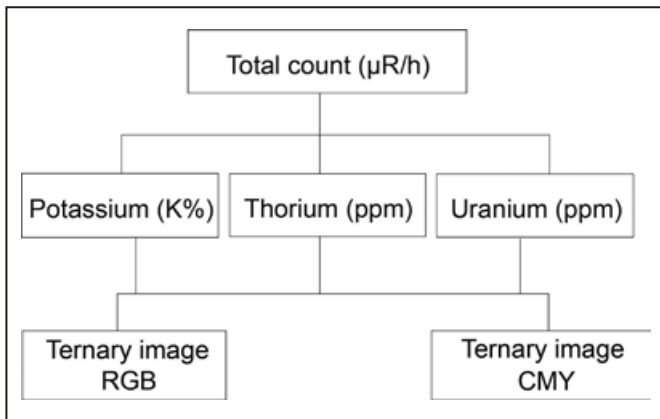 Total count (µR/h)
Potassium (K%)
Thorium (ppm)
Uranium (ppm)
Ternary image
RGB
Ternary image
CMY